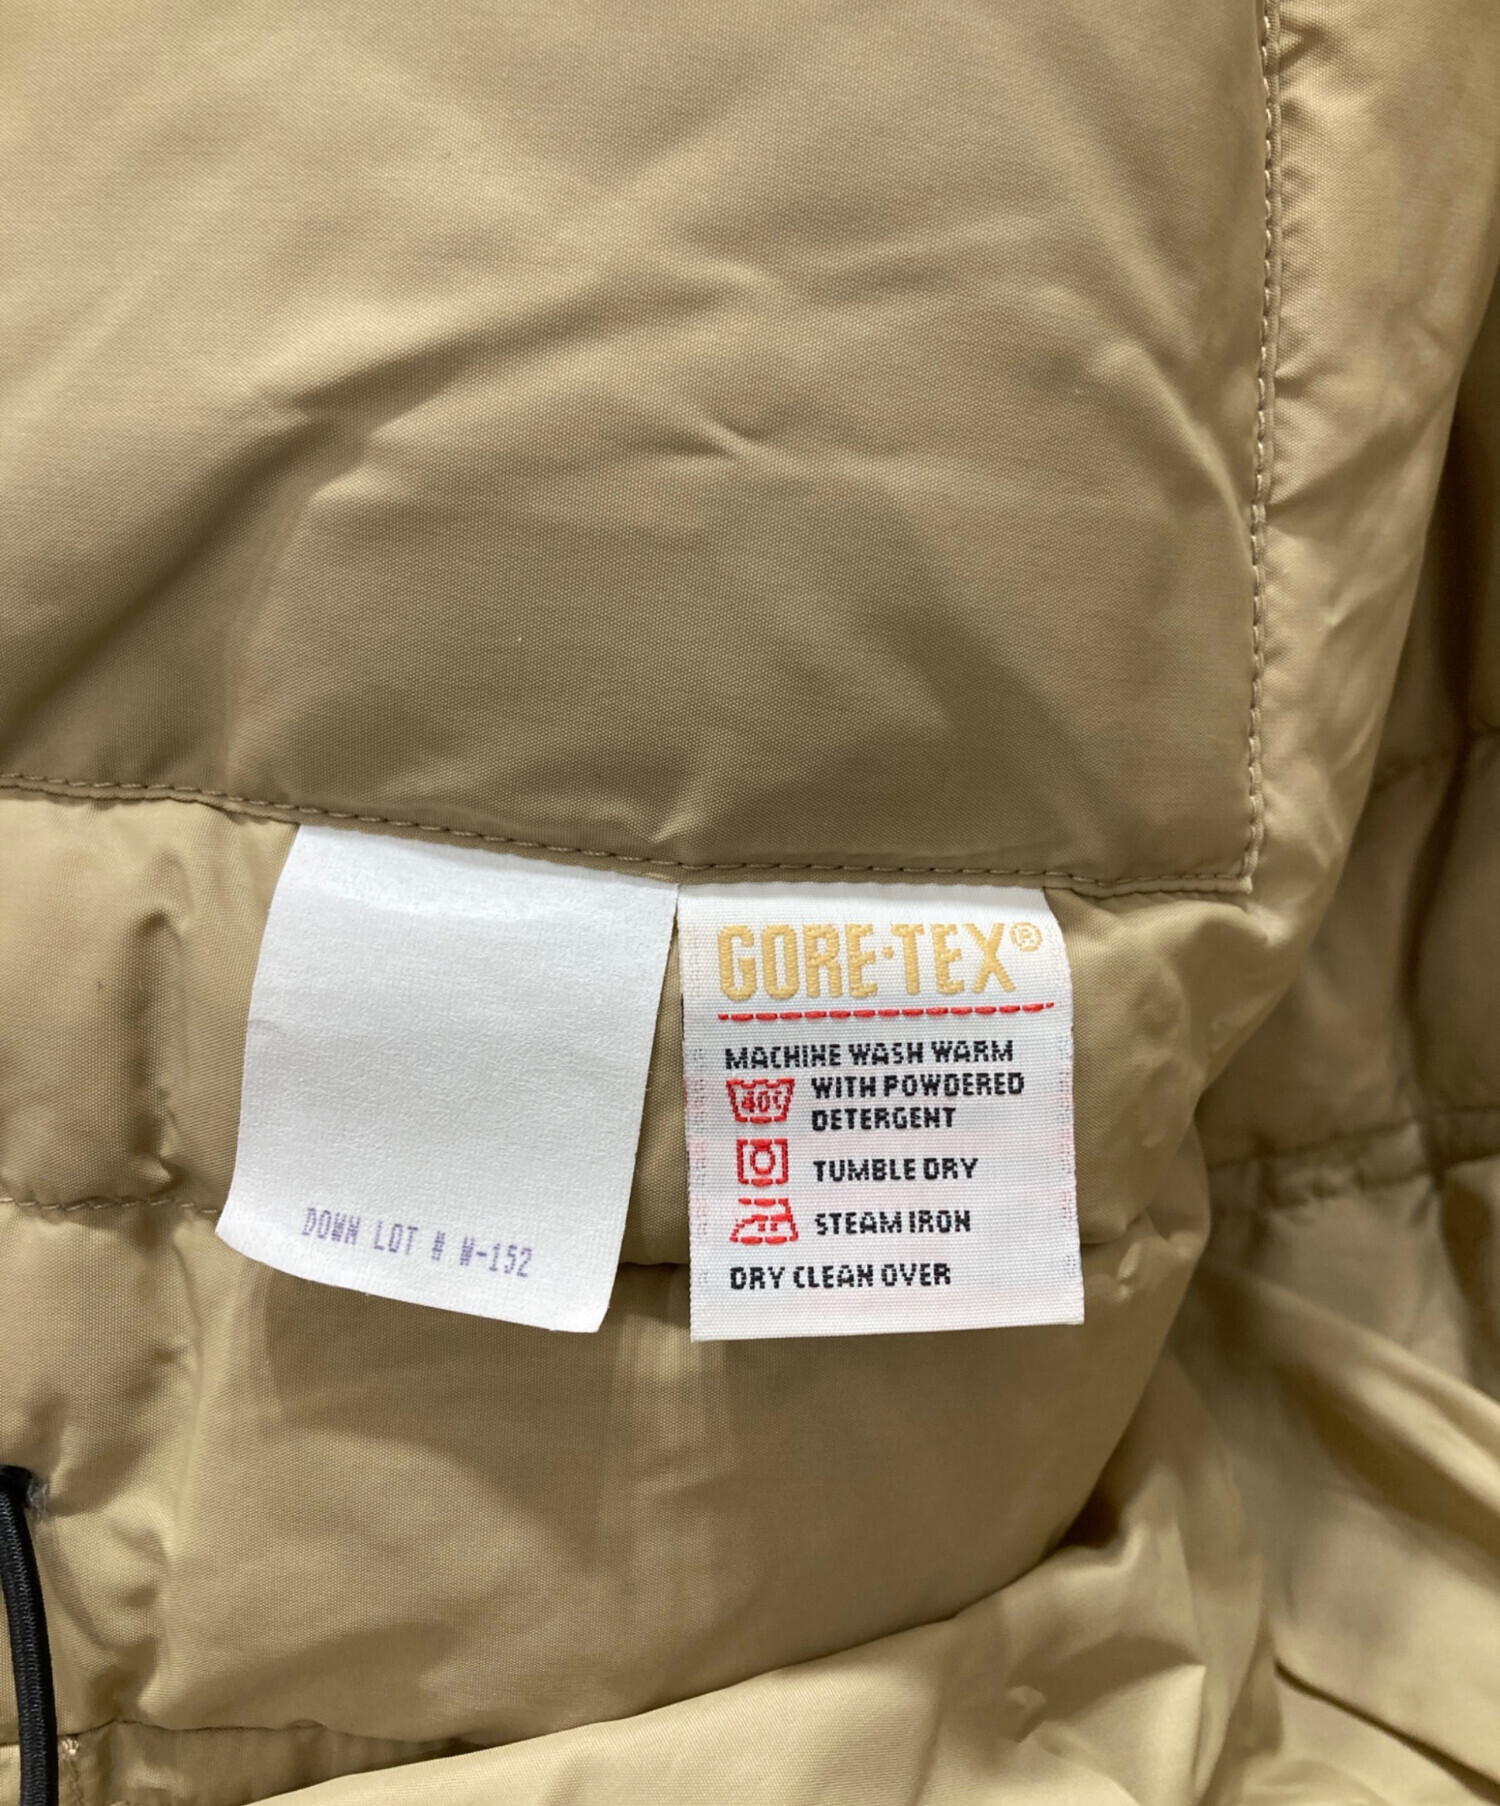 DOWN LOT # W-152
GORE-TEX®
MACHINE WASH WARM
40°
WITH POWDERED
DETERGENT
TUMBLE DRY
STEAM IRON
DRY CLEAN OVER